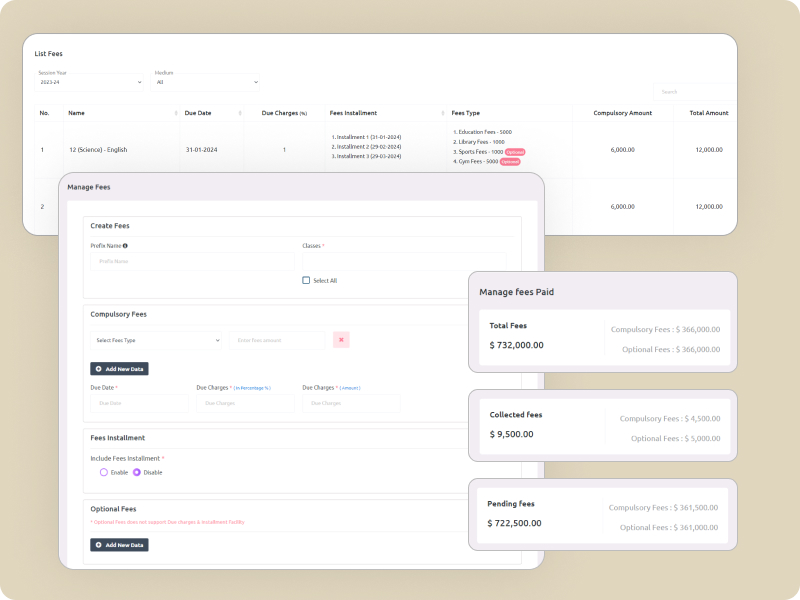 List Fees
Session Year
Medium
2023-24
All
Search
No. Name Due Date Due Charges (%) Fees Installment Fees Type Compulsory Amount Total Amount
1 12 (Science) - English 31-01-2024 1
1. Installment 1 (31-01-2024)
2. Installment 2 (29-02-2024)
3. Installment 3 (29-03-2024)
1. Education Fees - 5000
2. Library Fees - 1000
3. Sports Fees - 1000 Optional
4. Gym Fees - 5000 Optional
6,000.00 12,000.00
2 6,000.00 12,000.00
Manage Fees
Create Fees
Prefix Name
Classes *
Prefix Name
Select All
Compulsory Fees
Select Fees Type
Enter fees amount
Add New Data
Due Date *
Due Charges * (In Percentage %)
Due Charges * (Amount)
Due Date
Due Charges
Due Charges
Fees Installment
Include Fees Installment *
Enable Disable
Optional Fees
* Optional Fees does not support Due charges & Installment Facility
Add New Data
Manage fees Paid
Total Fees
$ 732,000.00
Compulsory Fees : $ 366,000.00
Optional Fees : $ 366,000.00
Collected fees
$ 9,500.00
Compulsory Fees : $ 4,500.00
Optional Fees : $ 5,000.00
Pending fees
$ 722,500.00
Compulsory Fees : $ 361,500.00
Optional Fees : $ 361,000.00